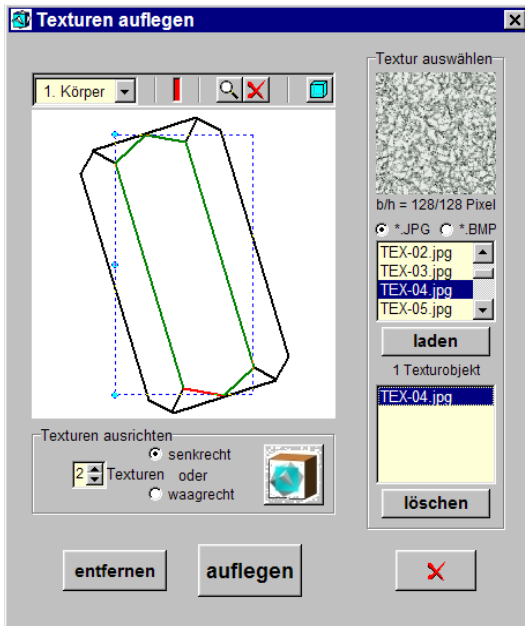 Texturen auflegen
1. Körper
Textur auswählen
b/h = 128/128 Pixel
*.JPG *.BMP
TEX-02.jpg
TEX-03.jpg
TEX-04.jpg
TEX-05.jpg
laden
1 Texturobjekt
TEX-04.jpg
löschen
Texturen ausrichten
senkrecht
2 Texturen oder
waagrecht
entfernen
auflegen